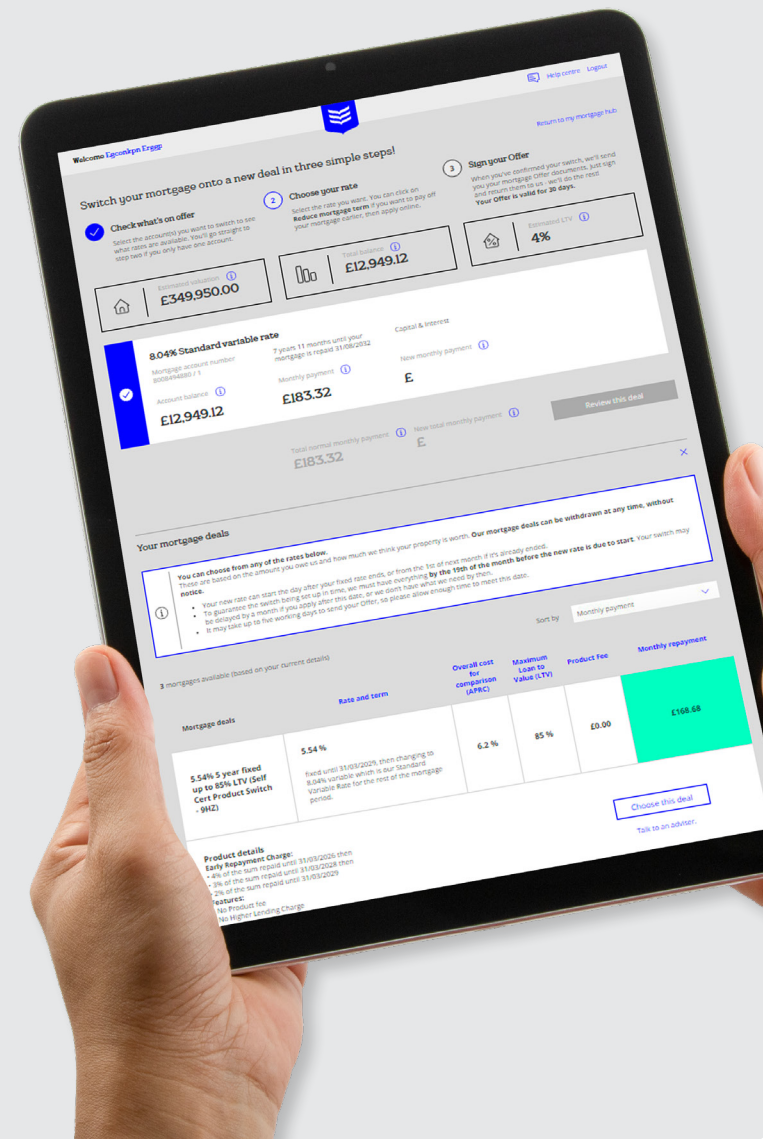 Help centre Logout
Welcome Egconkpn Erggp
Return to my mortgage hub
Switch your mortgage onto a new deal in three simple steps!
Check what's on offer
Select the account(s) you want to switch to see
what rates are available. You'll go straight to
step two if you only have one account.
2 Choose your rate
Select the rate you want. You can click on
Reduce mortgage term if you want to pay off
your mortgage earlier, then apply online.
3 Sign your Offer
When you've confirmed your switch, we'll send
you your mortgage Offer documents. Just sign
and return them to us - we'll do the rest!
Your Offer is valid for 30 days.
Estimated valuation
£349,950.00
Total balance
£12,949.12
Estimated LTV
4%
8.04% Standard variable rate
Mortgage account number
8008494880 / 1
7 years 11 months until your
mortgage is repaid 31/08/2032
Capital & Interest
Account balance
£12,949.12
Monthly payment
£183.32
New monthly payment
£
Total normal monthly payment
£183.32
New total monthly payment
£
Review this deal
Your mortgage deals
You can choose from any of the rates below.
These are based on the amount you owe us and how much we think your property is worth. Our mortgage deals can be withdrawn at any time, without
notice.
• Your new rate can start the day after your fixed rate ends, or from the 1st of next month if it's already ended.
• To guarantee the switch being set up in time, we must have everything by the 19th of the month before the new rate is due to start. Your switch may
be delayed by a month if you apply after this date, or we don't have what we need by then.
• It may take up to five working days to send your Offer, so please allow enough time to meet this date.
Sort by Monthly payment
3 mortgages available (based on your current details)
Mortgage deals
Rate and term
Overall cost
for
comparison
(APRC)
Maximum
Loan to
Value (LTV)
Product Fee
Monthly repayment
5.54% 5 year fixed
up to 85% LTV (Self
Cert Product Switch
- 9HZ)
5.54 %
fixed until 31/03/2029, then changing to
8.04% variable which is our Standard
Variable Rate for the rest of the mortgage
period.
6.2 %
85 %
£0.00
£168.68
Choose this deal
Talk to an adviser.
Product details
Early Repayment Charge:
• 4% of the sum repaid until 31/03/2026 then
• 3% of the sum repaid until 31/03/2028 then
• 2% of the sum repaid until 31/03/2029
Features:
No Product fee
No Higher Lending Charge